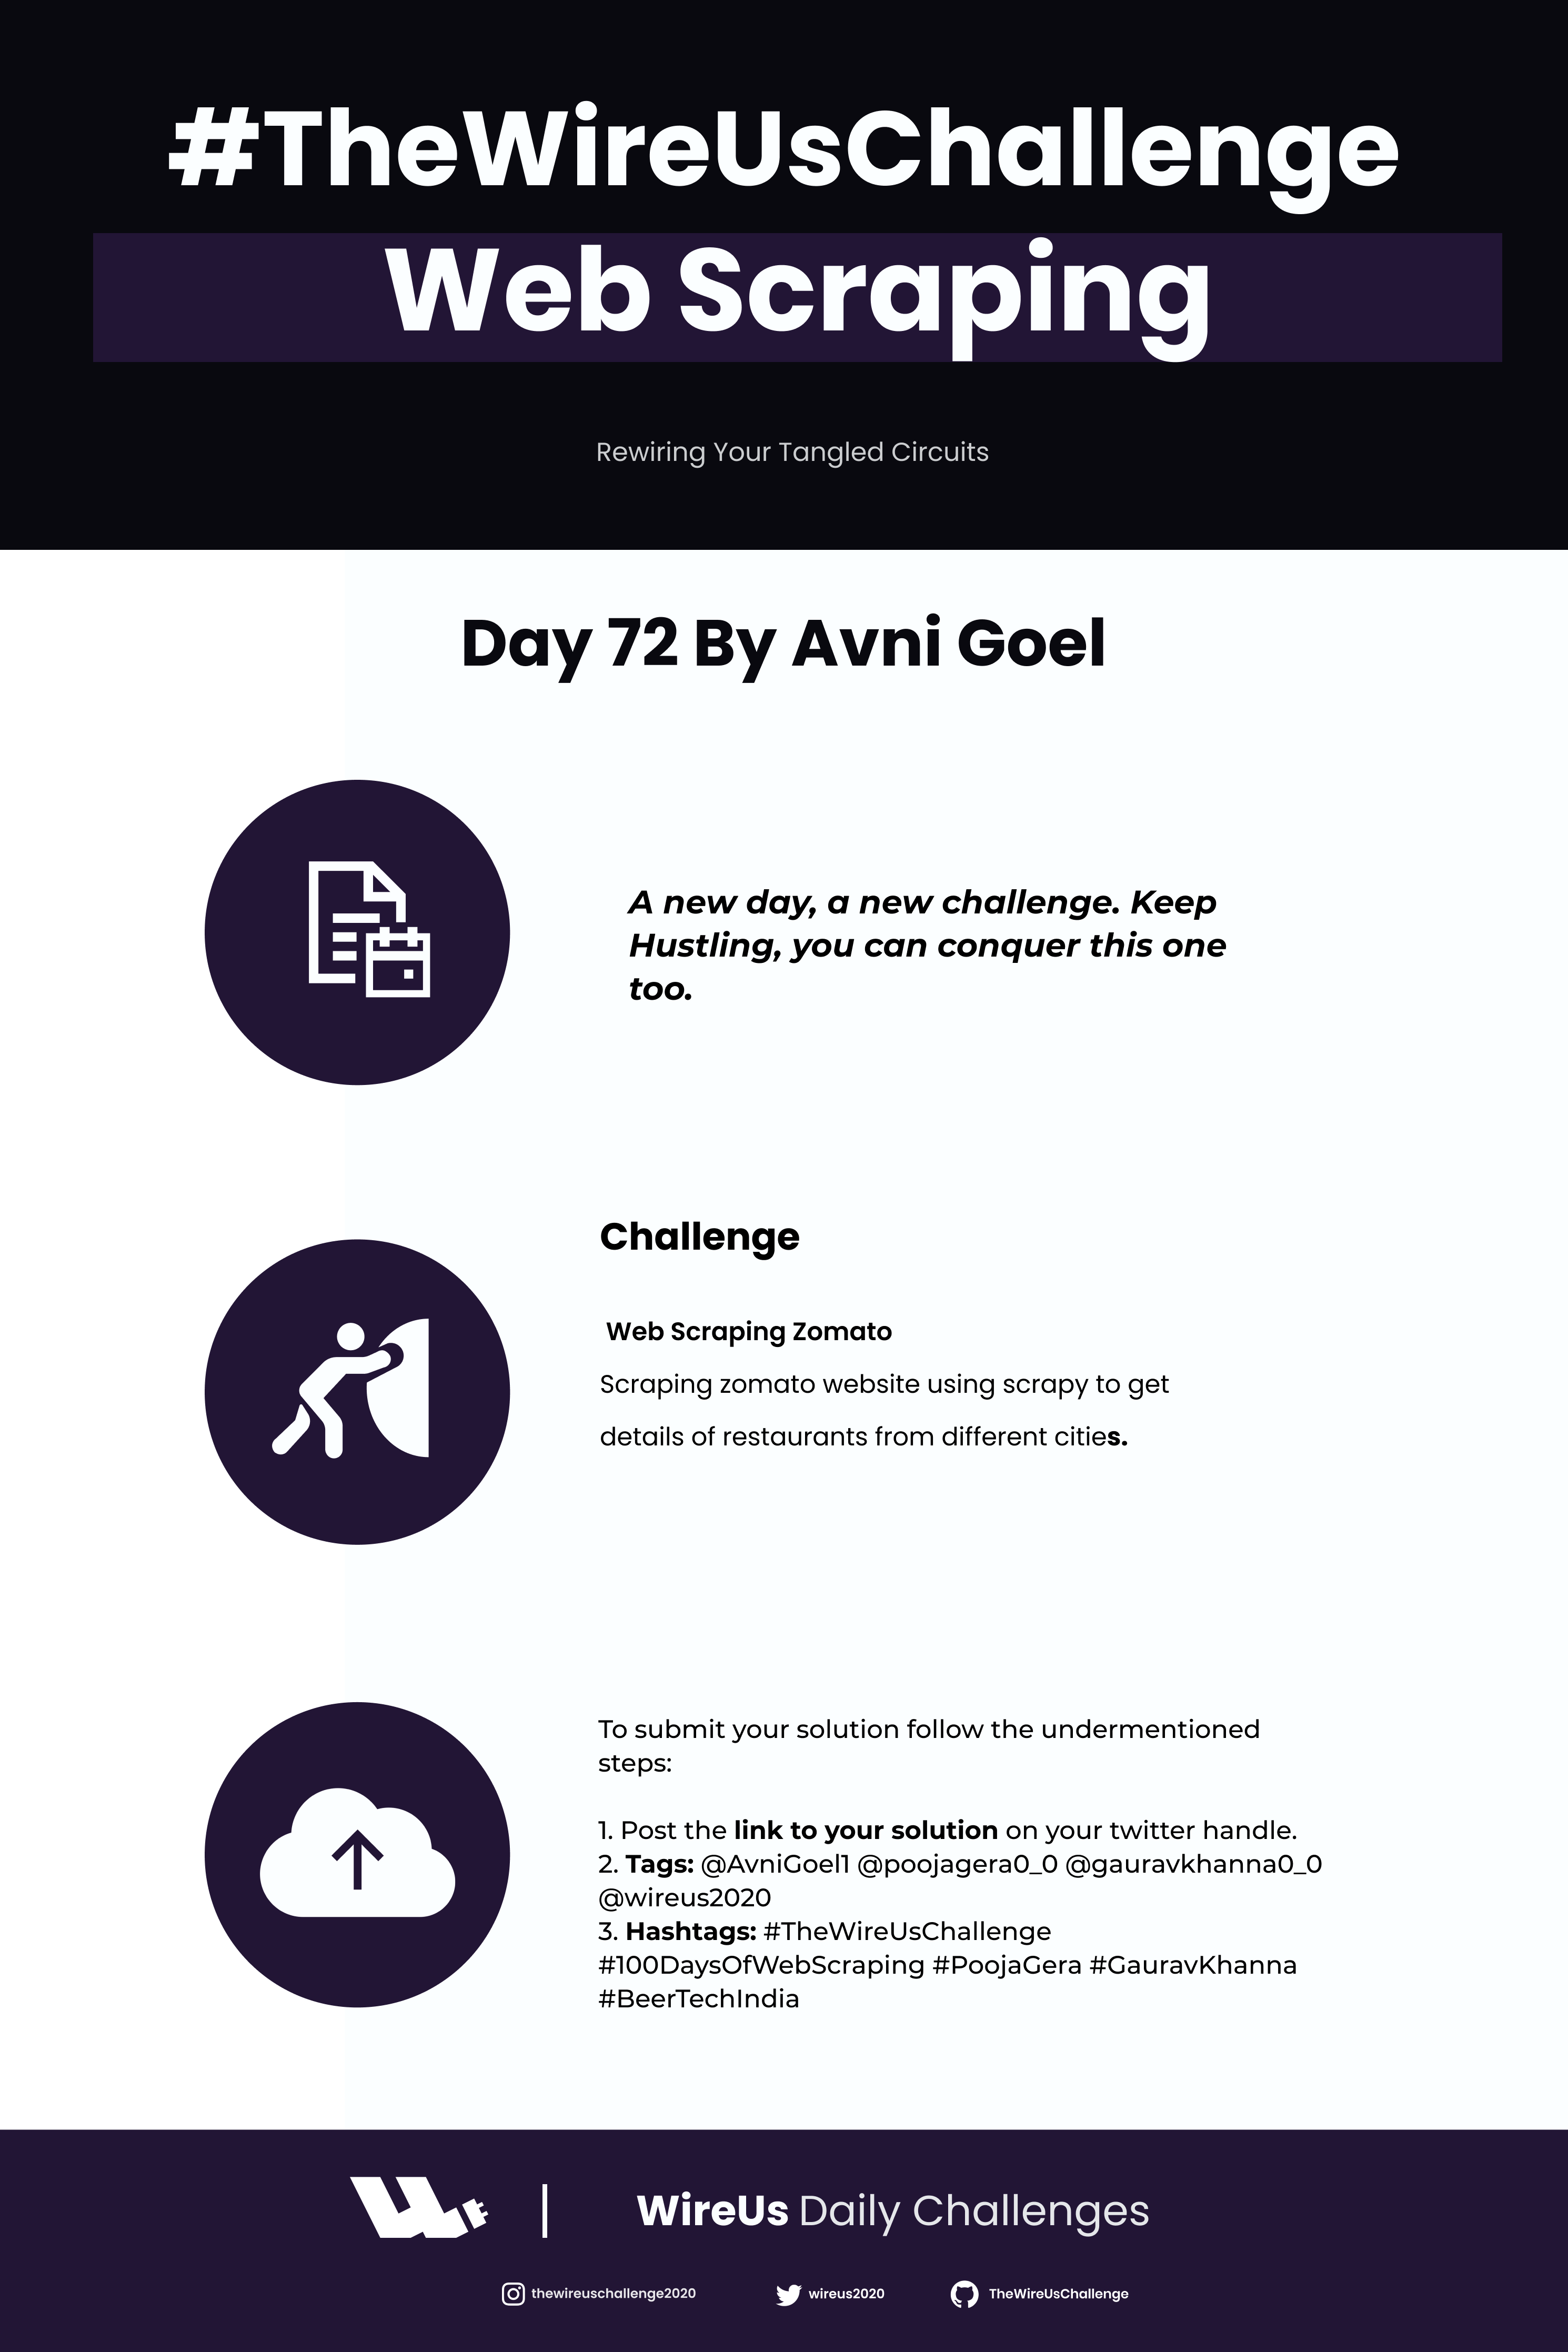 #TheWireUsChallenge
Web Scraping
Rewiring Your Tangled Circuits
Day 72 By Avni Goel
A new day, a new challenge. Keep
Hustling, you can conquer this one
too.
Challenge
Web Scraping Zomato
Scraping zomato website using scrapy to get
details of restaurants from different cities.
To submit your solution follow the undermentioned
steps:
1. Post the link to your solution on your twitter handle.
2. Tags: @AvniGoel1 @poojagera0_0 @gauravkhanna0_0
@wireus2020
3. Hashtags: #TheWireUsChallenge
#100DaysOfWebScraping #PoojaGera #GauravKhanna
#BeerTechIndia
WireUs Daily Challenges
thewireuschallenge2020 wireus2020 TheWireUsChallenge